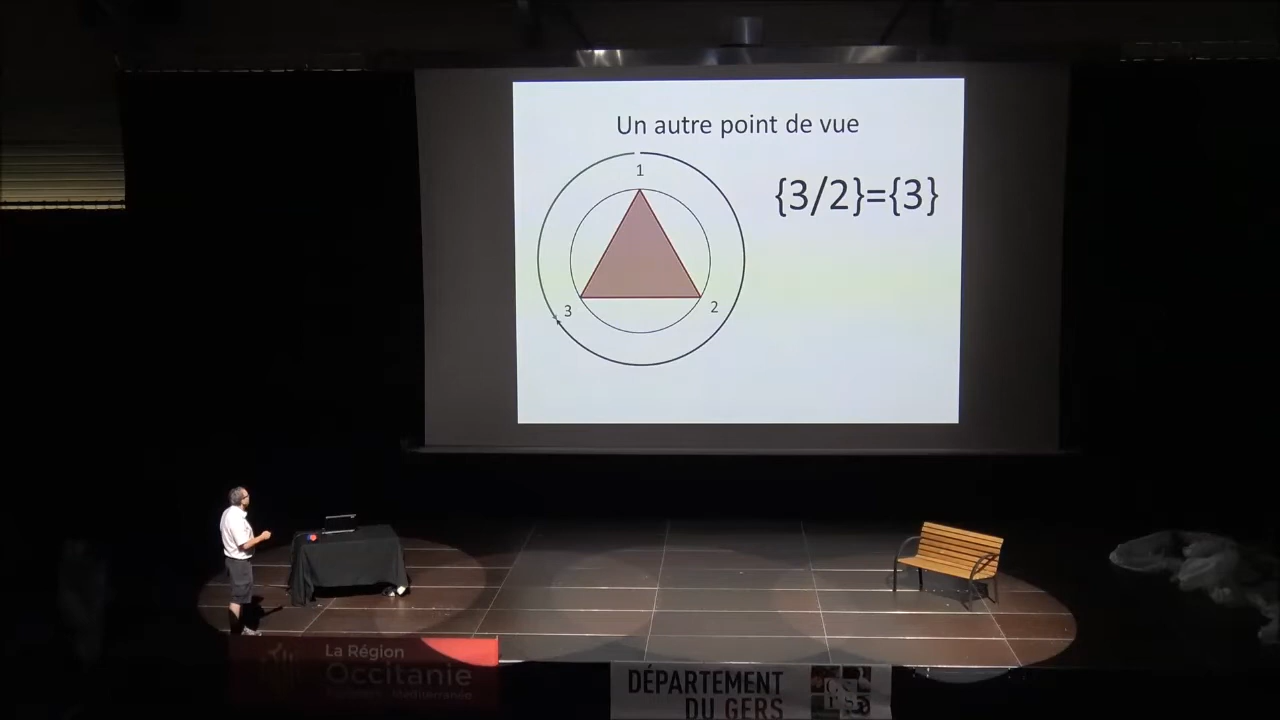 Un autre point de vue
1
{3/2}={3}
3
2
La Région
Occitanie
DÉPARTEMENT
DU GERS